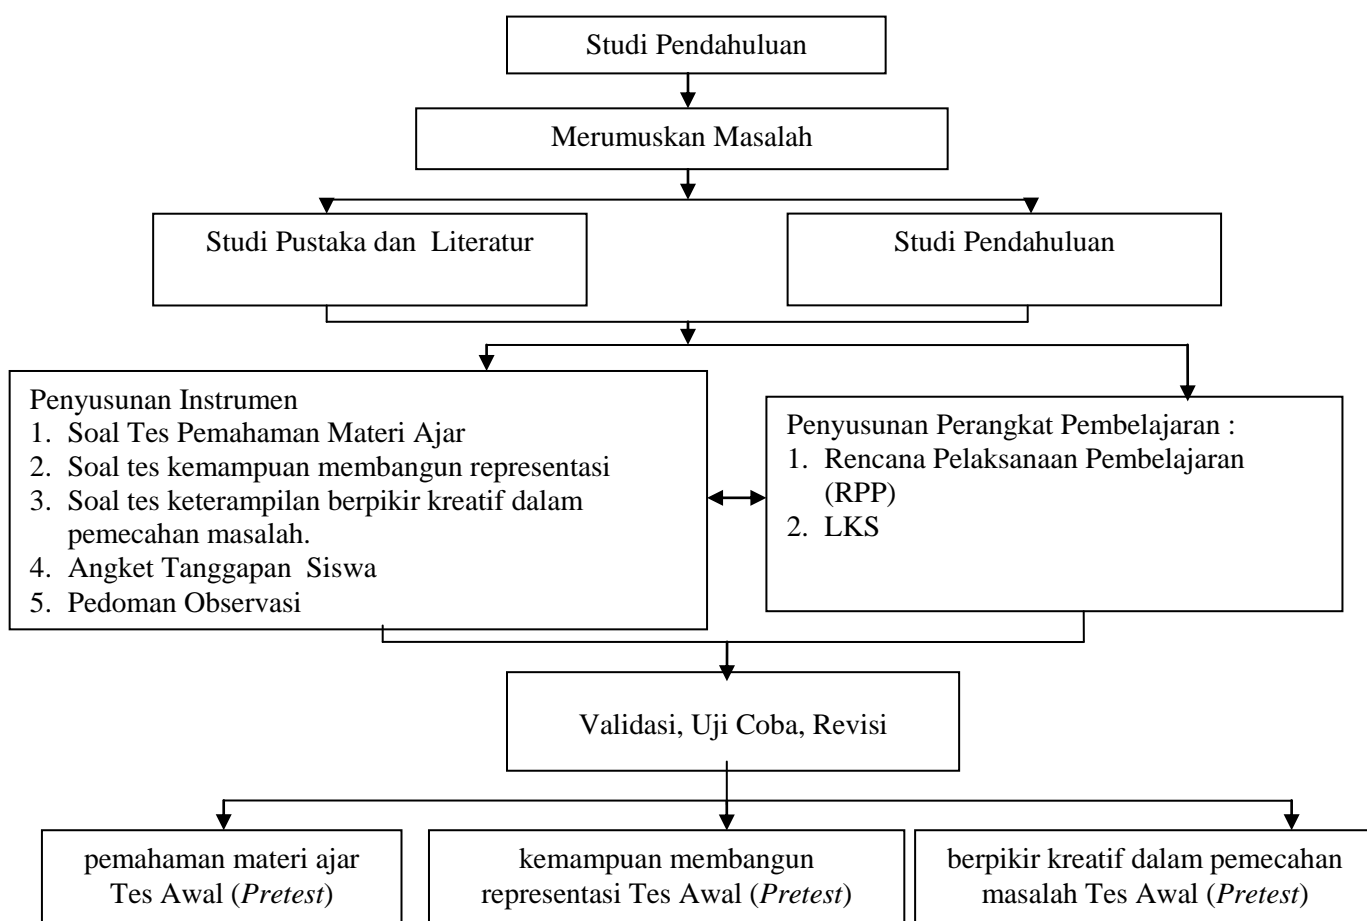 Studi Pendahuluan
Merumuskan Masalah
Studi Pustaka dan Literatur
Studi Pendahuluan
Penyusunan Instrumen
1. Soal Tes Pemahaman Materi Ajar
2. Soal tes kemampuan membangun representasi
3. Soal tes keterampilan berpikir kreatif dalam
pemecahan masalah.
4. Angket Tanggapan Siswa
5. Pedoman Observasi
Penyusunan Perangkat Pembelajaran :
1. Rencana Pelaksanaan Pembelajaran
(RPP)
2. LKS
Validasi, Uji Coba, Revisi
pemahaman materi ajar
Tes Awal (Pretest)
kemampuan membangun
representasi Tes Awal (Pretest)
berpikir kreatif dalam pemecahan
masalah Tes Awal (Pretest)